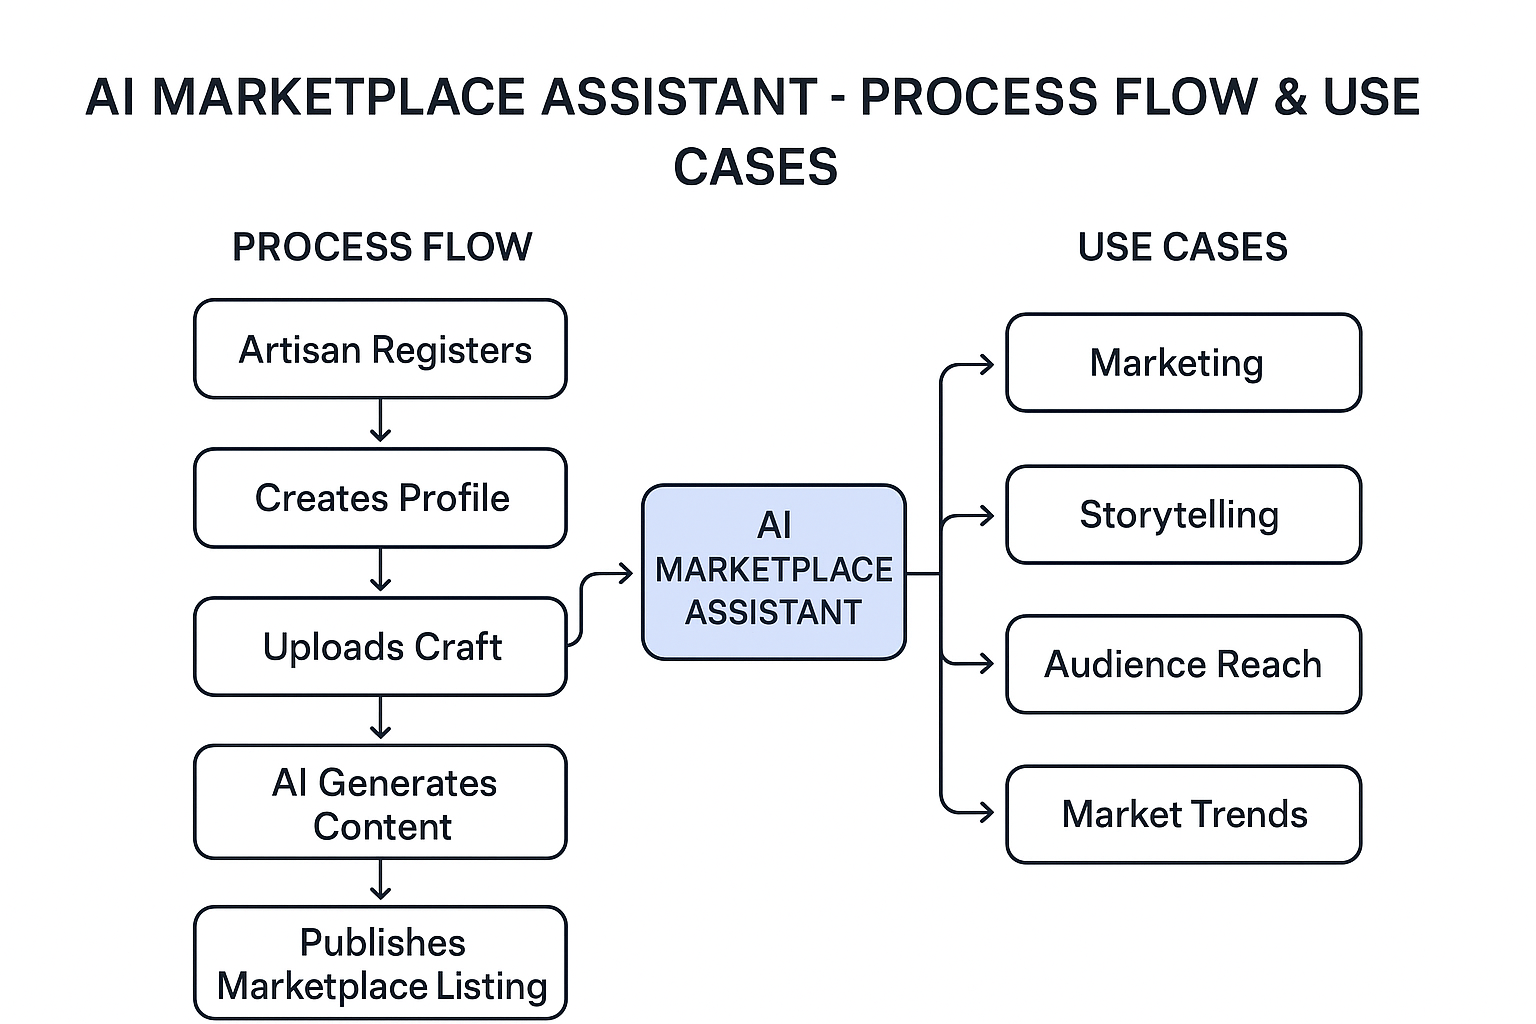 AI MARKETPLACE ASSISTANT - PROCESS FLOW & USE
CASES
PROCESS FLOW
Artisan Registers
Creates Profile
Uploads Craft
AI Generates
Content
Publishes
Marketplace Listing
AI
MARKETPLACE
ASSISTANT
USE CASES
Marketing
Storytelling
Audience Reach
Market Trends